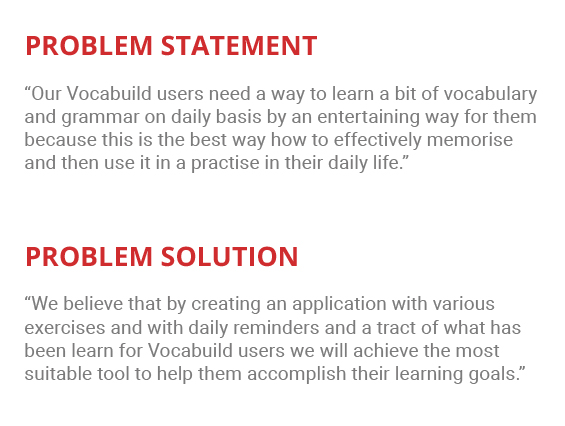 PROBLEM STATEMENT
“Our Vocabuild users need a way to learn a bit of vocabulary
and grammar on daily basis by an entertaining way for them
because this is the best way how to effectively memorise
and then use it in a practise in their daily life.”
PROBLEM SOLUTION
“We believe that by creating an application with various
exercises and with daily reminders and a tract of what has
been learn for Vocabuild users we will achieve the most
suitable tool to help them accomplish their learning goals.”